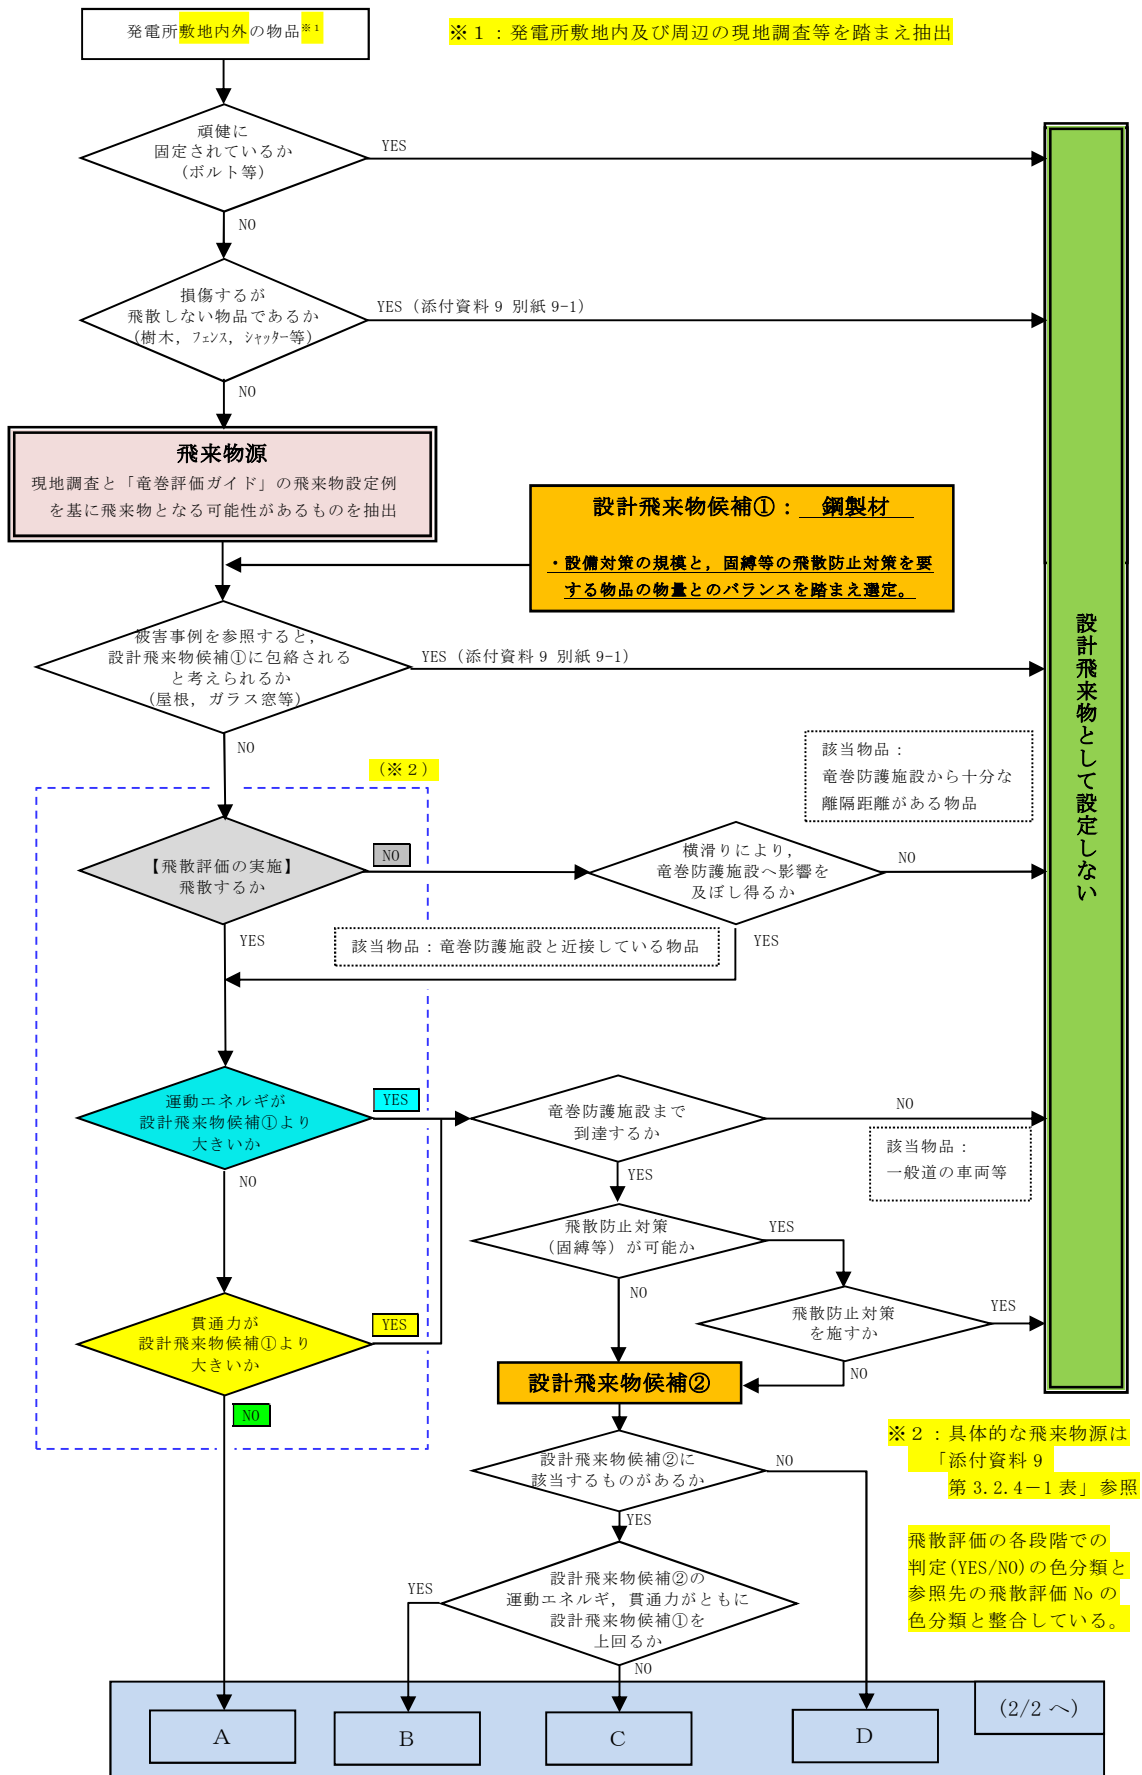 発電所敷地内外の物品※1
※1：発電所敷地内及び周辺の現地調査等を踏まえ抽出
頑健に
固定されているか
(ボルト等)
YES
NO
損傷するが
飛散しない物品であるか
(樹木，フェンス，シャッター等)
YES（添付資料9 別紙9-1）
NO
飛来物源
現地調査と「竜巻評価ガイド」の飛来物設定例
を基に飛来物となる可能性があるものを抽出
設計飛来物候補①：　鋼製材
・設備対策の規模と，固縛等の飛散防止対策を要
する物品の物量とのバランスを踏まえ選定。
被害事例を参照すると，
設計飛来物候補①に包絡される
と考えられるか
(屋根，ガラス窓等)
YES（添付資料9 別紙9-1）
NO
設計飛来物として設定しない
該当物品：
竜巻防護施設から十分な
離隔距離がある物品
（※2）
【飛散評価の実施】
飛散するか
NO
横滑りにより，
竜巻防護施設へ影響を
及ぼし得るか
NO
YES
該当物品：竜巻防護施設と近接している物品
YES
運動エネルギが
設計飛来物候補①より
大きいか
YES
NO
竜巻防護施設まで
到達するか
NO
該当物品：
一般道の車両等
YES
飛散防止対策
(固縛等）が可能か
YES
NO
貫通力が
設計飛来物候補①より
大きいか
YES
NO
飛散防止対策
を施すか
YES
NO
設計飛来物候補②
※2：具体的な飛来物源は
「添付資料9
第3.2.4－1表」参照
設計飛来物候補②に
該当するものがあるか
NO
YES
飛散評価の各段階での
判定(YES/NO)の色分類と
参照先の飛散評価Noの
色分類と整合している。
設計飛来物候補②の
運動エネルギ，貫通力がともに
設計飛来物候補①を
上回るか
YES
NO
(2/2へ)
A
B
C
D